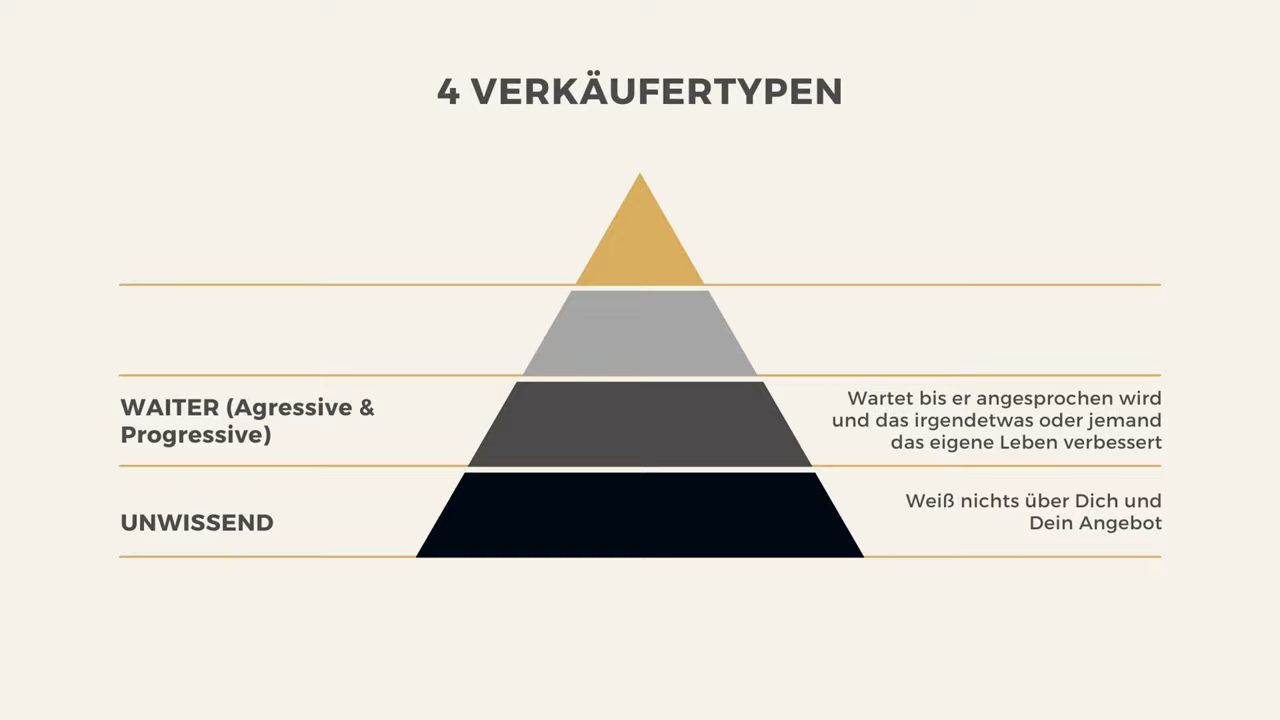 4 VERKÄUFERTYPEN
WAITER (Agressive &
Progressive)
Wartet bis er angesprochen wird
und das irgendetwas oder jemand
das eigene Leben verbessert
UNWISSEND
Weiß nichts über Dich und
Dein Angebot